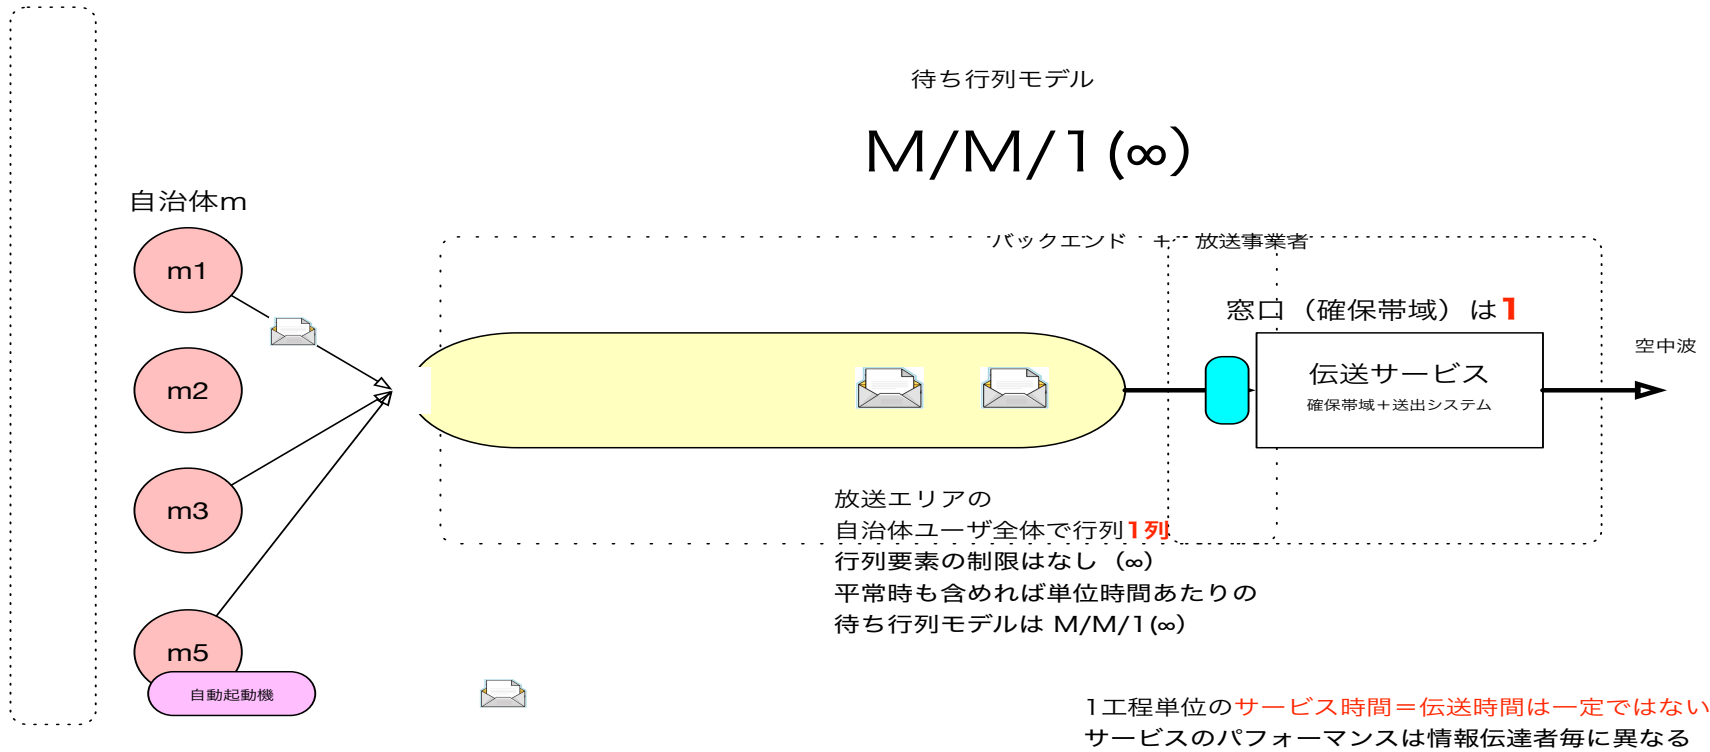 待ち行列モデル
M/M/1(∞)
自治体m
バックエンド + 放送事業者
m1
窓口（確保帯域）は1
空中波
伝送サービス
確保帯域＋送出システム
m2
m3
放送エリアの
自治体ユーザ全体で行列1列
行列要素の制限はなし（∞）
平常時も含めれば単位時間あたりの
待ち行列モデルは M/M/1(∞)
m5
自動起動機
1工程単位のサービス時間＝伝送時間は一定ではない
サービスのパフォーマンスは情報伝達者毎に異なる